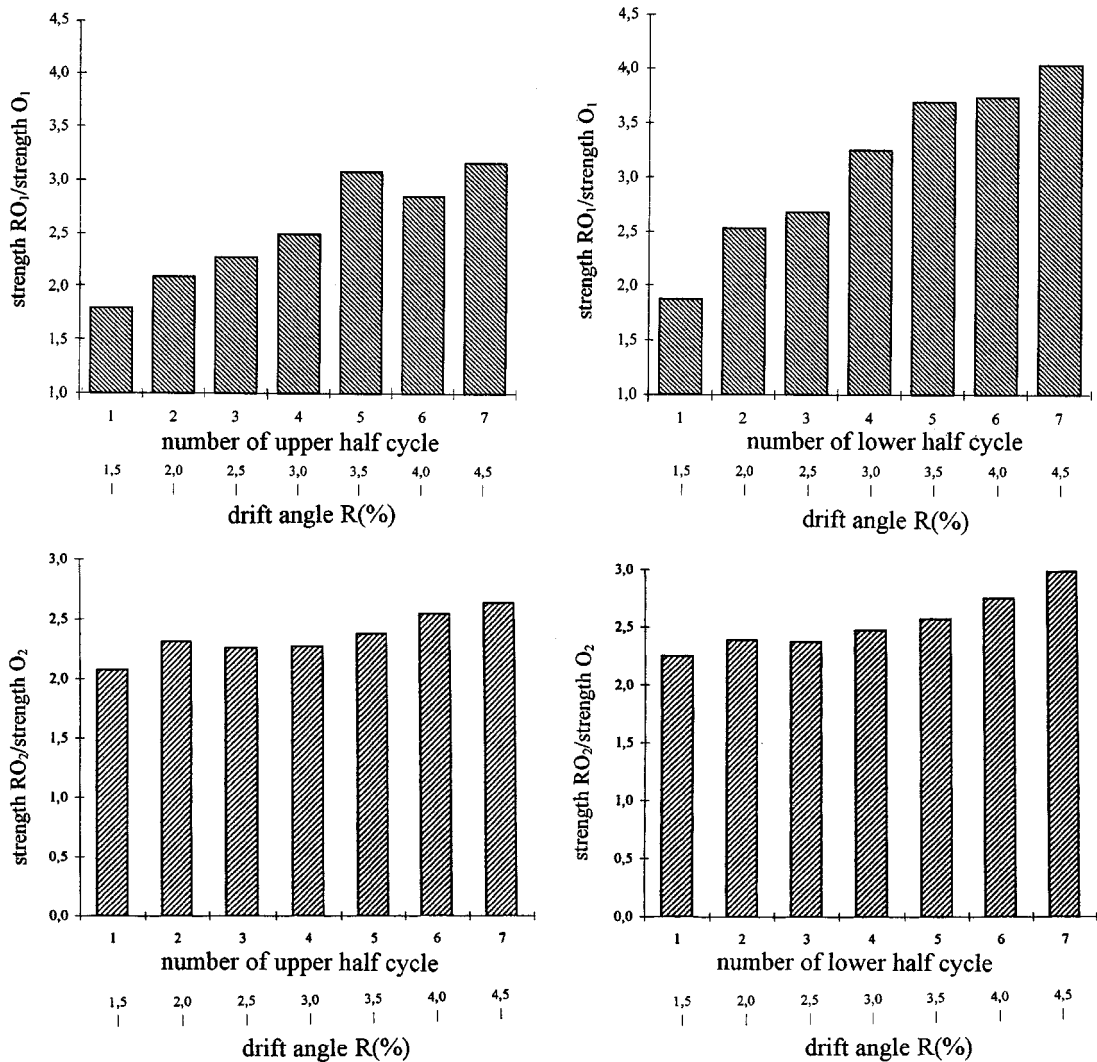 strength RO₁/strength O₁
4,5
4,0
3,5
3,0
2,5
2,0
1,5
1,0
1 2 3 4 5 6 7
number of upper half cycle
1,5 2,0 2,5 3,0 3,5 4,0 4,5
drift angle R(%)
strength RO₁/strength O₁
4,5
4,0
3,5
3,0
2,5
2,0
1,5
1,0
1 2 3 4 5 6 7
number of lower half cycle
1,5 2,0 2,5 3,0 3,5 4,0 4,5
drift angle R(%)
strength RO₂/strength O₂
3,0
2,5
2,0
1,5
1,0
0,5
0,0
1 2 3 4 5 6 7
number of upper half cycle
1,5 2,0 2,5 3,0 3,5 4,0 4,5
drift angle R(%)
strength RO₂/strength O₂
3,0
2,5
2,0
1,5
1,0
0,5
0,0
1 2 3 4 5 6 7
number of lower half cycle
1,5 2,0 2,5 3,0 3,5 4,0 4,5
drift angle R(%)